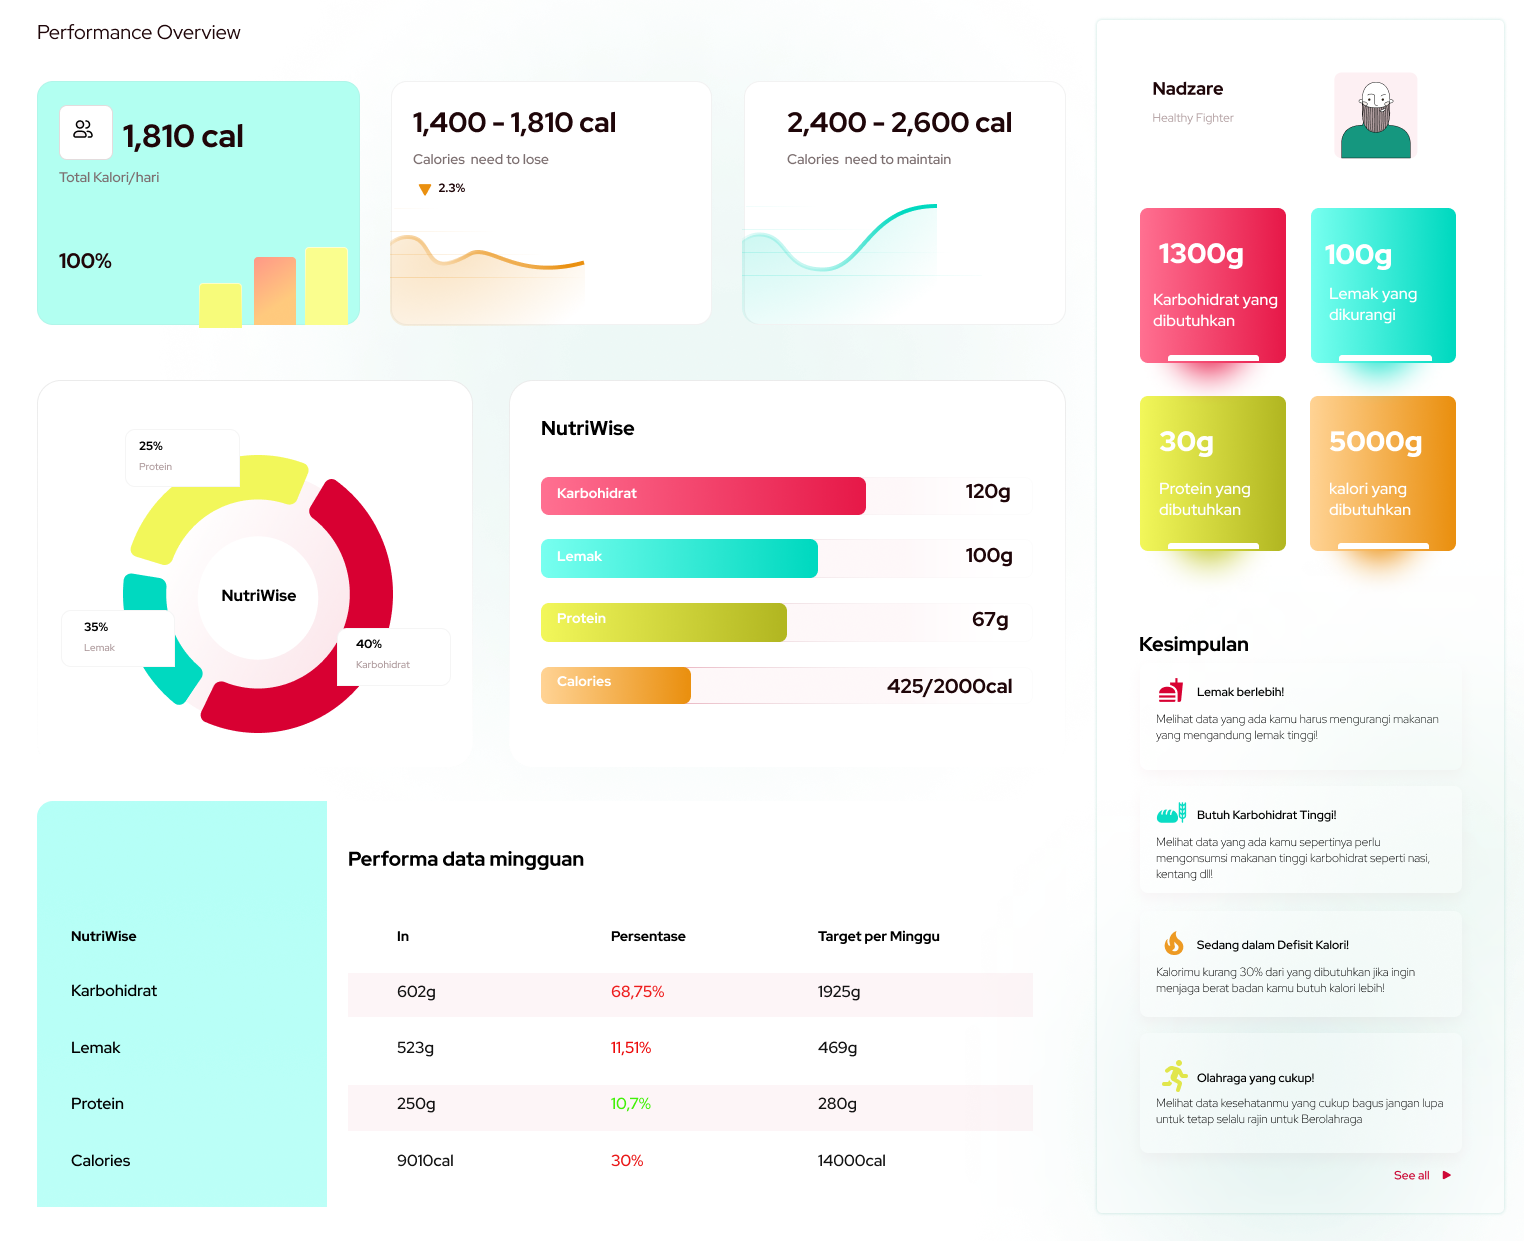 Performance Overview
1,810 cal
Total Kalori/hari
100%
1,400 - 1,810 cal
Calories need to lose
2.3%
2,400 - 2,600 cal
Calories need to maintain
25%
Protein
NutriWise
35%
Lemak
40%
Karbohidrat
NutriWise
Karbohidrat 120g
Lemak 100g
Protein 67g
Calories 425/2000cal
Performa data mingguan
NutriWise In Persentase Target per Minggu
Karbohidrat 602g 68,75% 1925g
Lemak 523g 11,51% 469g
Protein 250g 10,7% 280g
Calories 9010cal 30% 14000cal
Nadzare
Healthy Fighter
1300g
Karbohidrat yang
dibutuhkan
100g
Lemak yang
dikurangi
30g
Protein yang
dibutuhkan
5000g
kalori yang
dibutuhkan
Kesimpulan
Lemak berlebih!
Melihat data yang ada kamu harus mengurangi makanan
yang mengandung lemak tinggi!
Butuh Karbohidrat Tinggi!
Melihat data yang ada kamu sepertinya perlu
mengonsumsi makanan tinggi karbohidrat seperti nasi,
kentang dll!
Sedang dalam Defisit Kalori!
Kalorimu kurang 30% dari yang dibutuhkan jika ingin
menjaga berat badan kamu butuh kalori lebih!
Olahraga yang cukup!
Melihat data kesehatanmu yang cukup bagus jangan lupa
untuk tetap selalu rajin untuk Berolahraga
See all